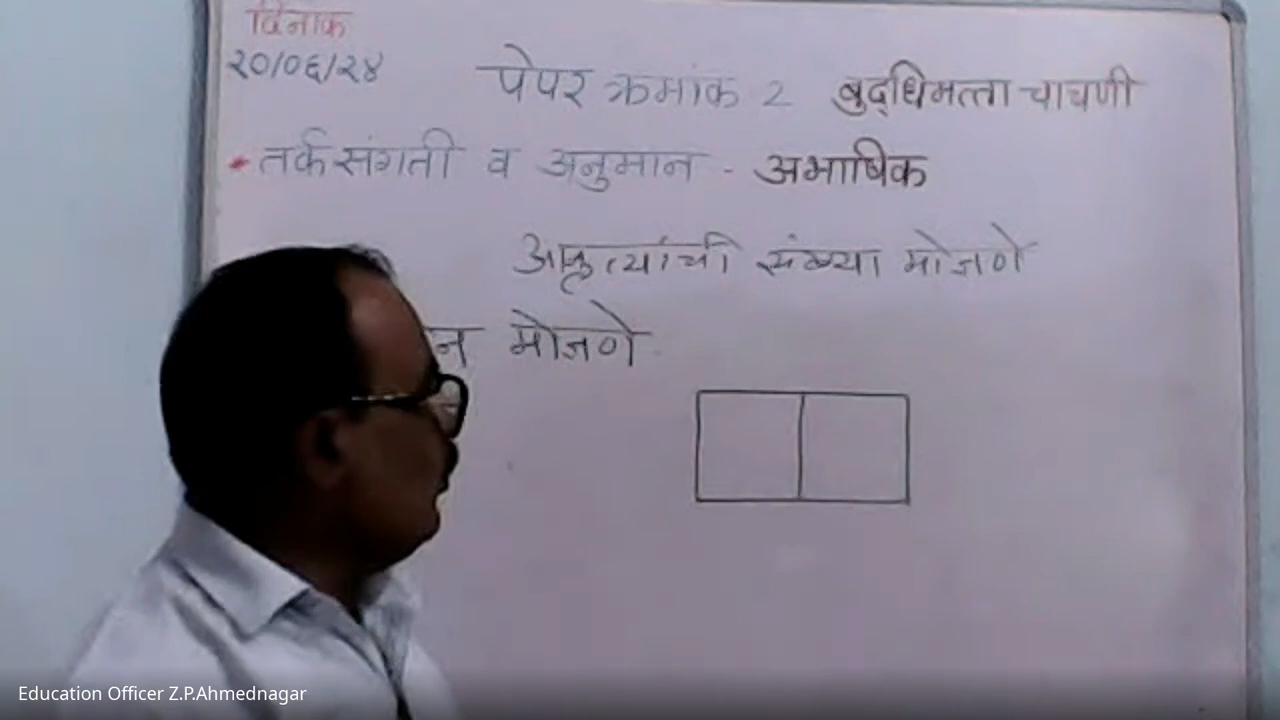 दिनांक
२०/०६/२४
पेपर क्रमांक 2 बुद्धिमत्ता चाचणी
तर्कसंगती व अनुमान - अभाषिक
आकृत्यांची संख्या मोजणे
न मोजणे
Education Officer Z.P.Ahmednagar